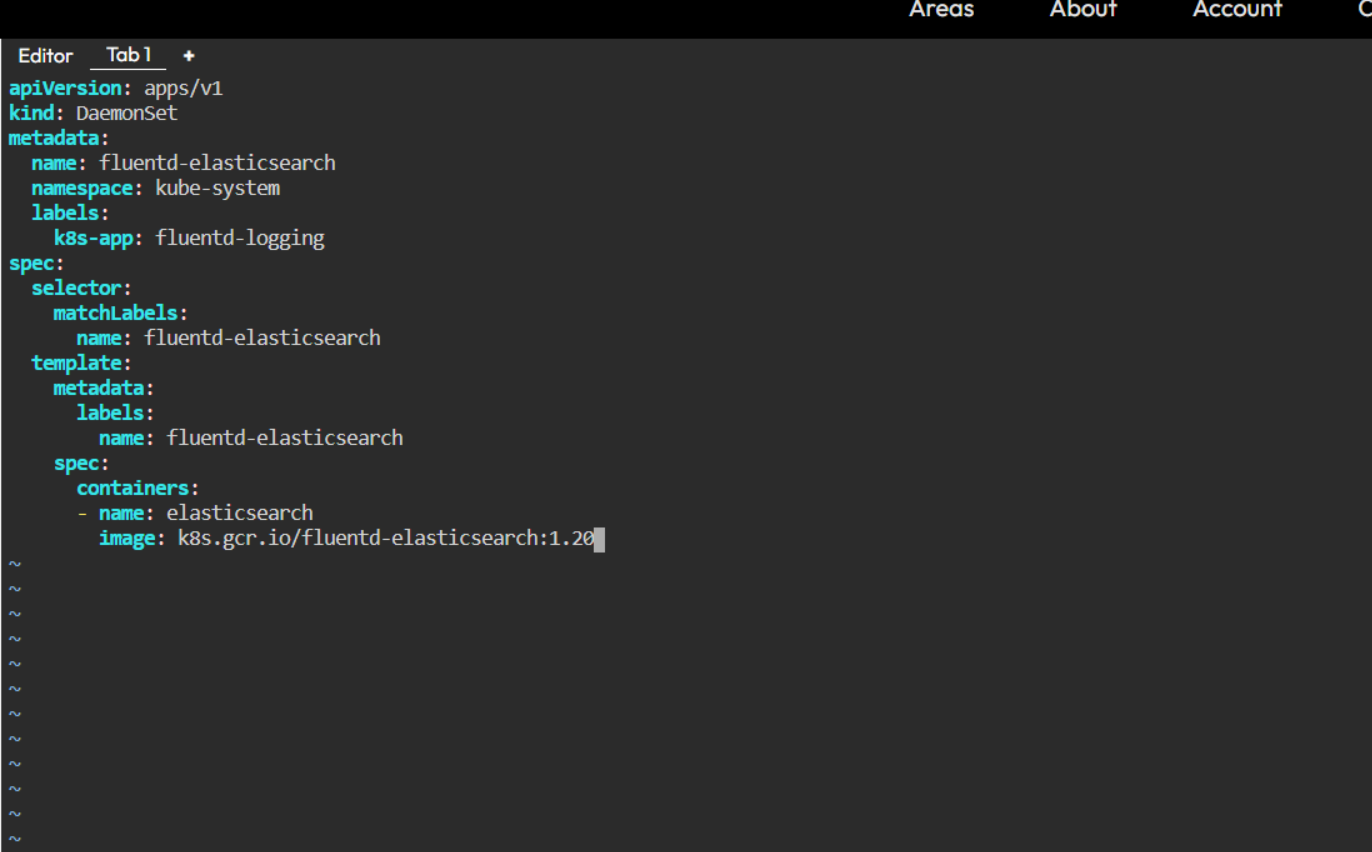 Areas About Account
Editor Tab 1 +
apiVersion: apps/v1
kind: DaemonSet
metadata:
  name: fluentd-elasticsearch
  namespace: kube-system
  labels:
    k8s-app: fluentd-logging
spec:
  selector:
    matchLabels:
      name: fluentd-elasticsearch
  template:
    metadata:
      labels:
        name: fluentd-elasticsearch
    spec:
      containers:
      - name: elasticsearch
        image: k8s.gcr.io/fluentd-elasticsearch:1.20
~
~
~
~
~
~
~
~
~
~
~
~